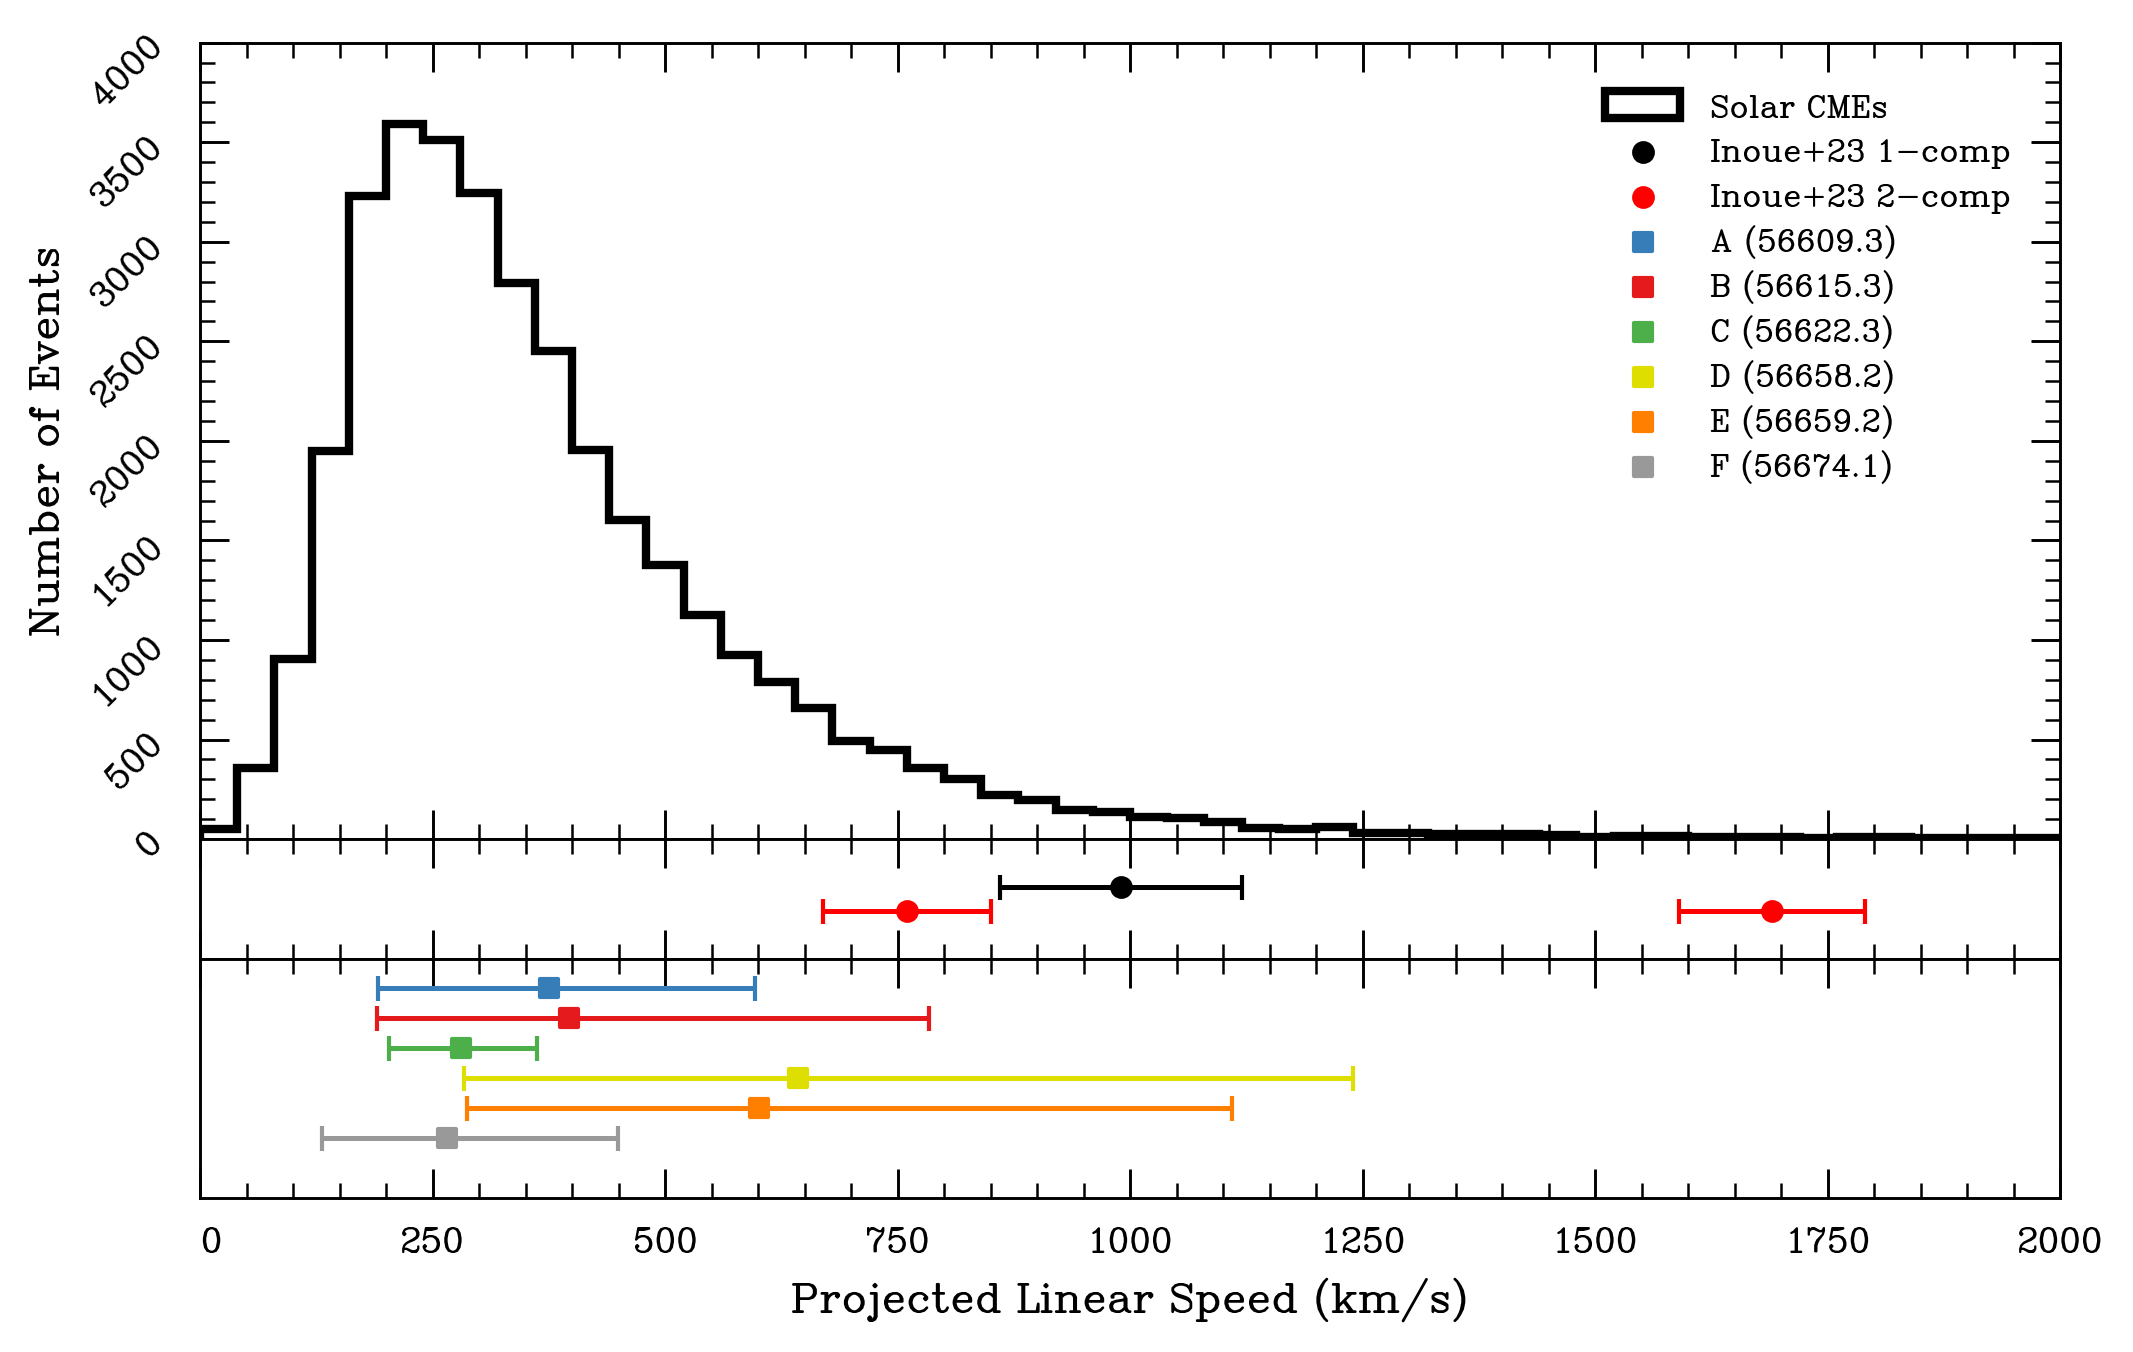 4000
3500
3000
2500
2000
1500
1000
500
0
Number of Events
Solar CMEs
Inoue+23 1-comp
Inoue+23 2-comp
A (56609.3)
B (56615.3)
C (56622.3)
D (56658.2)
E (56659.2)
F (56674.1)
0 250 500 750 1000 1250 1500 1750 2000
Projected Linear Speed (km/s)